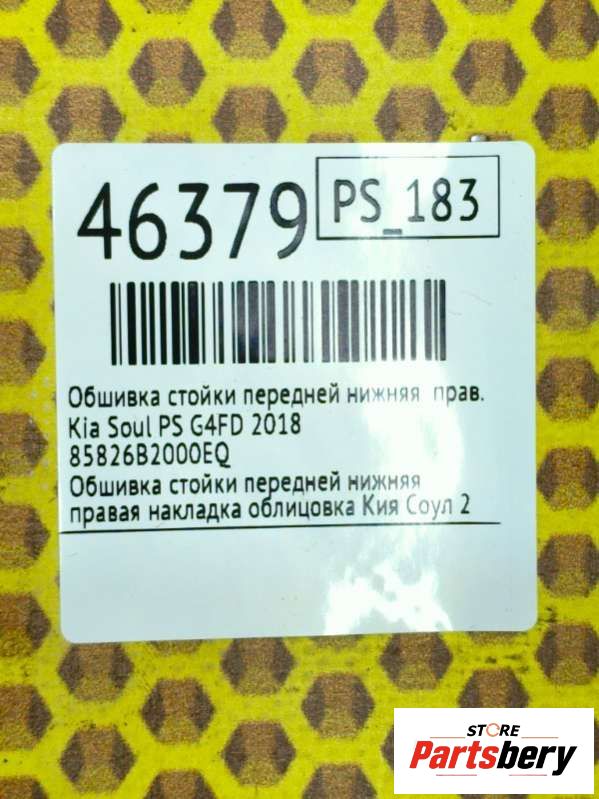 46379
PS_183
Обшивка стойки передней нижняя прав.
Kia Soul PS G4FD 2018
85826B2000EQ
Обшивка стойки передней нижняя
правая накладка облицовка Кия Соул 2
STORE
Partsbery